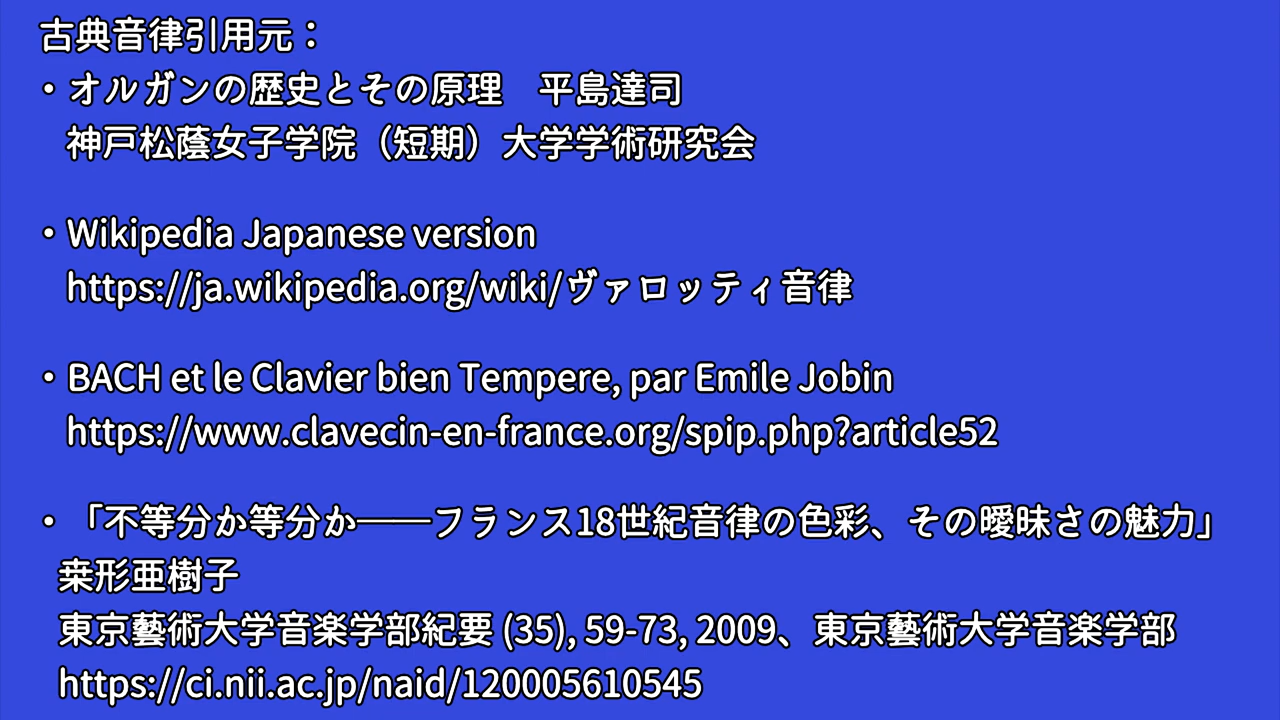 古典音律引用元：
・オルガンの歴史とその原理　平島達司
神戸松蔭女子学院（短期）大学学術研究会
・Wikipedia Japanese version
https://ja.wikipedia.org/wiki/ヴァロッティ音律
・BACH et le Clavier bien Tempere, par Emile Jobin
https://www.clavecin-en-france.org/spip.php?article52
・「不等分か等分か──フランス18世紀音律の色彩、その曖昧さの魅力」
桒形亜樹子
東京藝術大学音楽学部紀要 (35), 59-73, 2009、東京藝術大学音楽学部
https://ci.nii.ac.jp/naid/120005610545